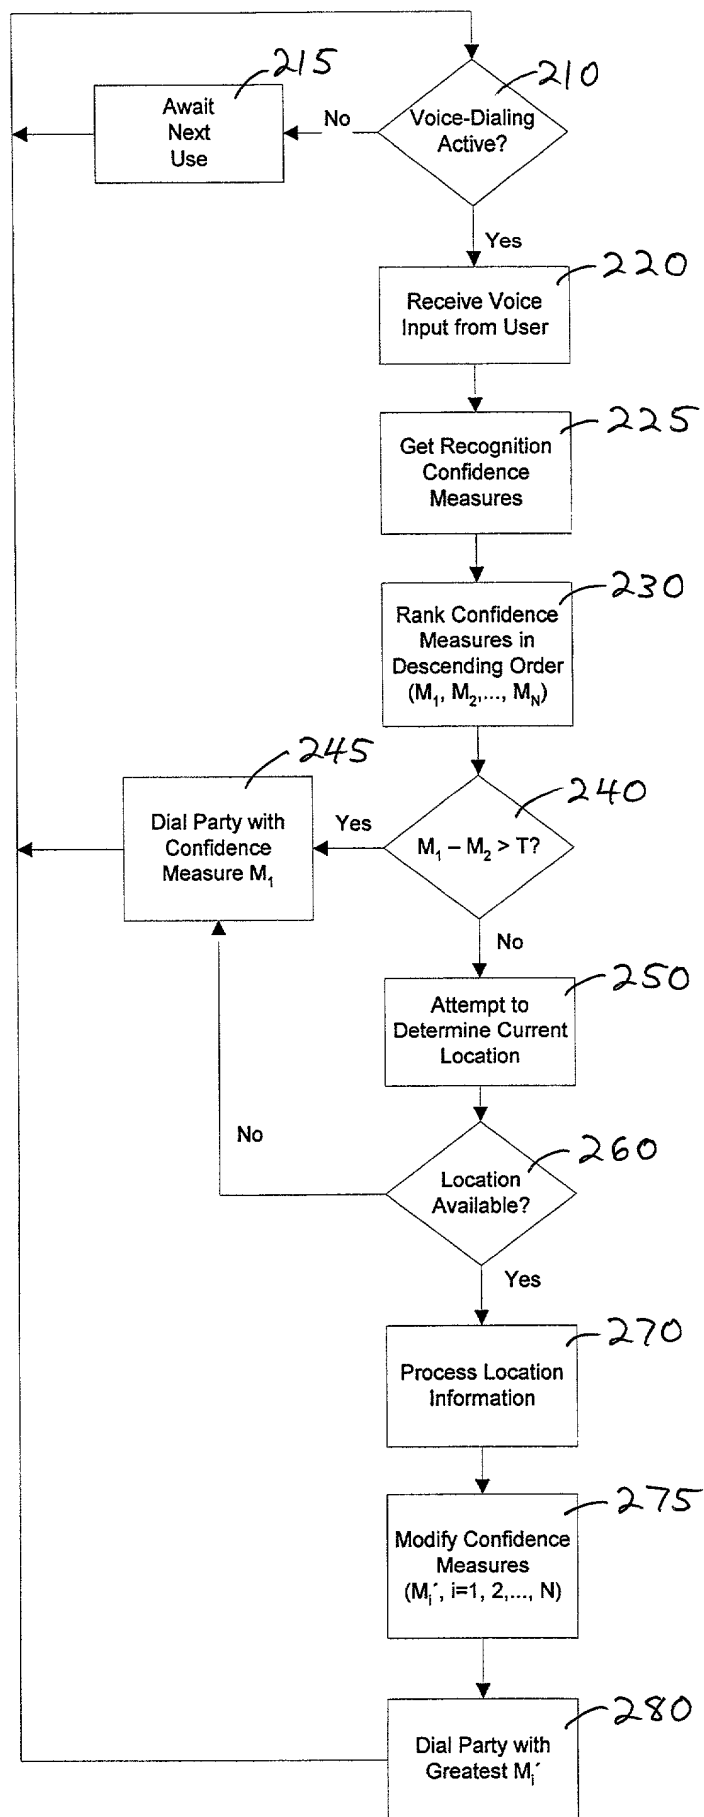 215
210
Await
Next
Use
No
Voice-Dialing
Active?
Yes
220
Receive Voice
Input from User
225
Get Recognition
Confidence
Measures
230
Rank Confidence
Measures in
Descending Order
(M₁, M₂,..., M_N)
245
240
Dial Party with
Confidence
Measure M₁
Yes
M₁ – M₂ > T?
No
250
Attempt to
Determine Current
Location
No
260
Location
Available?
Yes
270
Process Location
Information
275
Modify Confidence
Measures
(Mᵢ´, i=1, 2,..., N)
280
Dial Party with
Greatest Mᵢ´